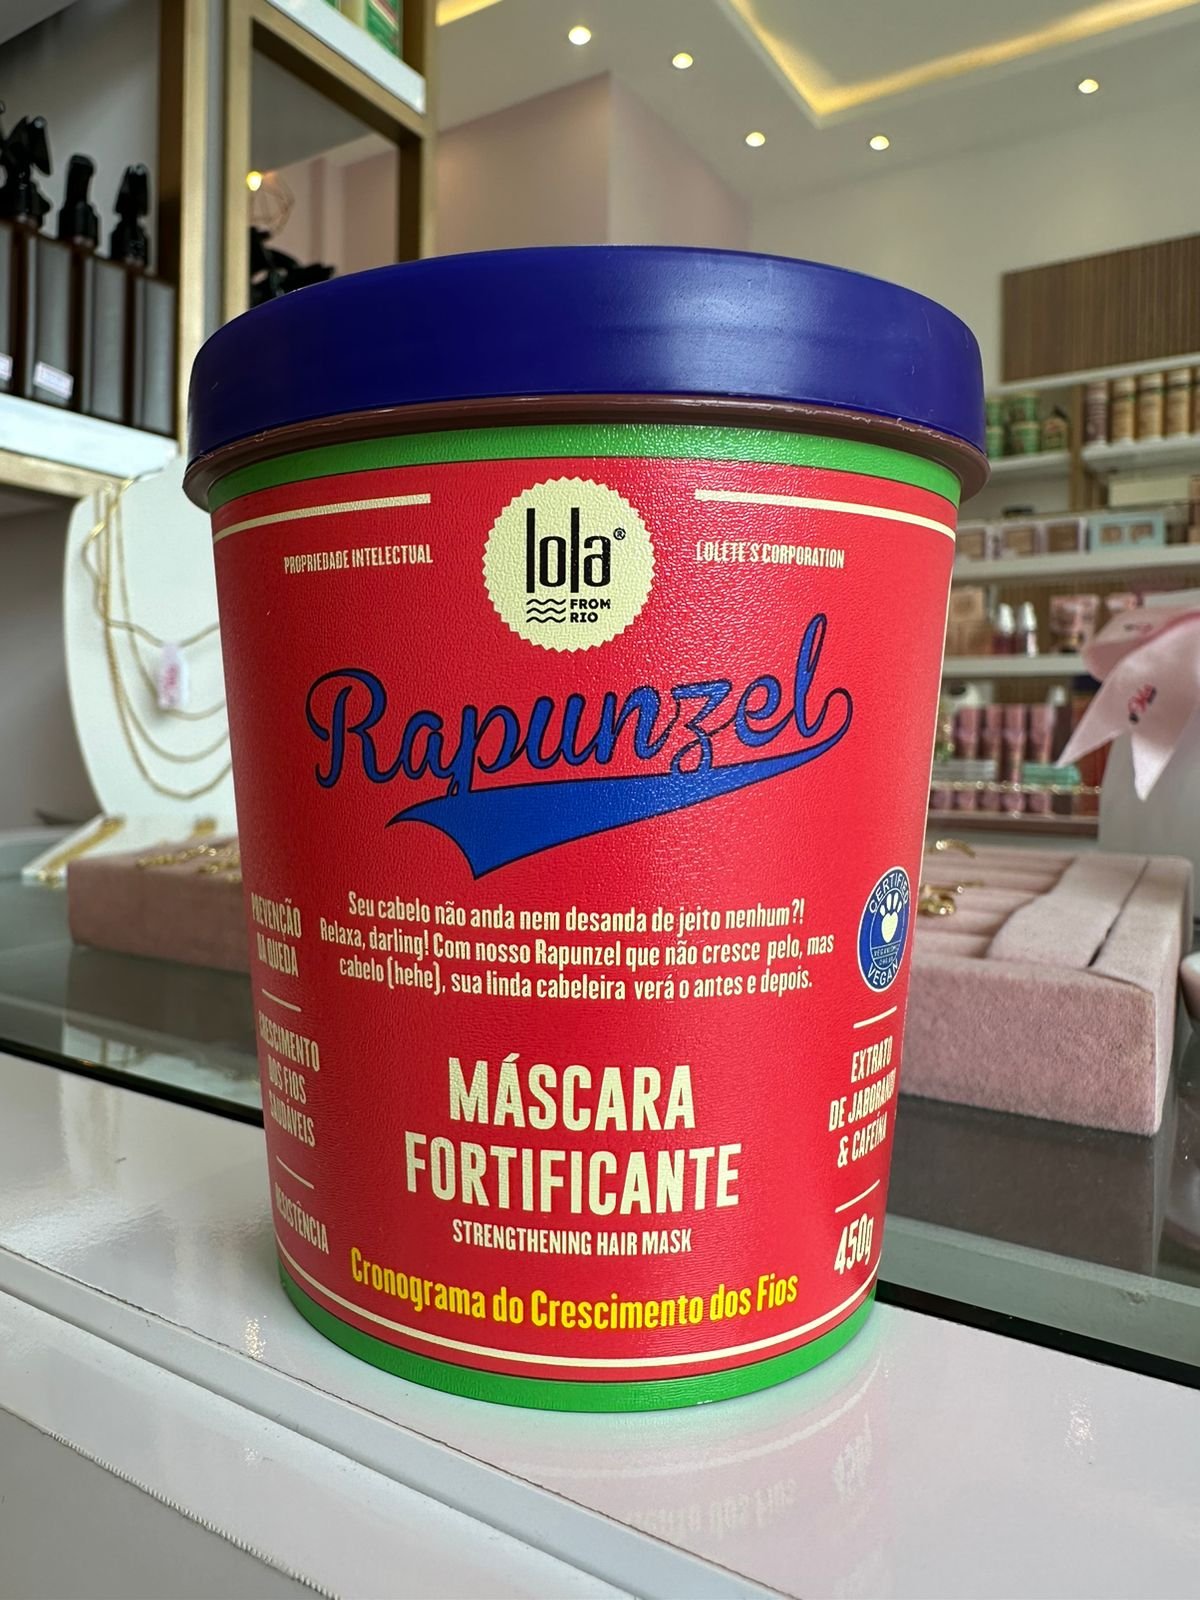 lola®
FROM
RIO
PROPRIEDADE INTELECTUAL
LOLETE'S CORPORATION
Rapunzel
Seu cabelo não anda nem desanda de jeito nenhum?!
Relaxa, darling! Com nosso Rapunzel que não cresce pelo, mas
cabelo (hehe), sua linda cabeleira verá o antes e depois.
PREVENÇÃO
DA QUEDA
CRESCIMENTO
DOS FIOS
SAUDÁVEIS
RESISTÊNCIA
MÁSCARA
FORTIFICANTE
STRENGTHENING HAIR MASK
Cronograma do Crescimento dos Fios
CERTIFIED
VEGAN
EXTRATO
DE JABORANDI
& CAFEÍNA
450g